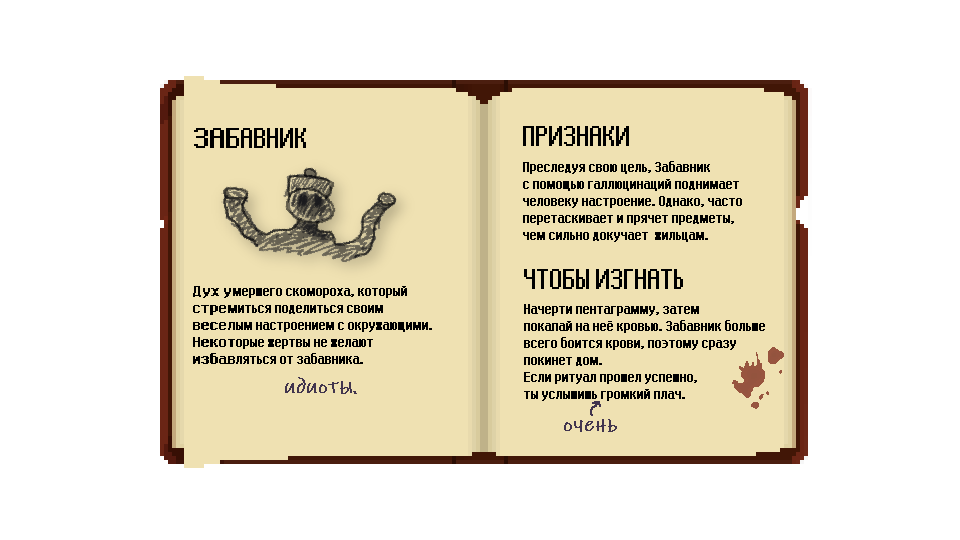 ЗАБАВНИК
Дух умершего скомороха, который
стремиться поделиться своим
веселым настроением с окружающими.
Некоторые жертвы не желают
избавляться от забавника.
идиоты.
ПРИЗНАКИ
Преследуя свою цель, Забавник
с помощью галлюцинаций поднимает
человеку настроение. Однако, часто
перетаскивает и прячет предметы,
чем сильно докучает жильцам.
ЧТОБЫ ИЗГНАТЬ
Начерти пентаграмму, затем
покапай на неё кровью. Забавник больше
всего боится крови, поэтому сразу
покинет дом.
Если ритуал прошел успешно,
ты услышишь громкий плач.
очень